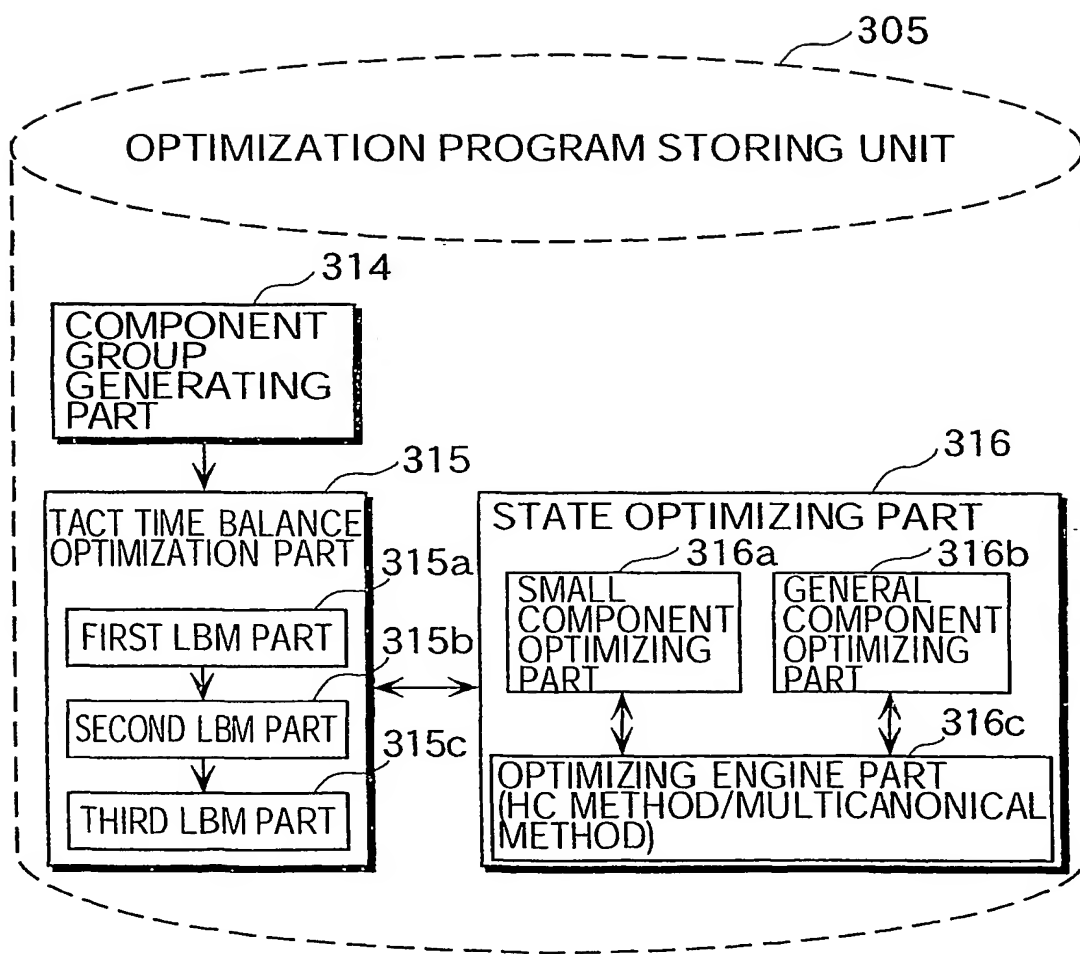 305
OPTIMIZATION PROGRAM STORING UNIT
314
COMPONENT
GROUP
GENERATING
PART
315
TACT TIME BALANCE
OPTIMIZATION PART
315a
FIRST LBM PART
315b
SECOND LBM PART
315c
THIRD LBM PART
316
STATE OPTIMIZING PART
316a
SMALL
COMPONENT
OPTIMIZING
PART
316b
GENERAL
COMPONENT
OPTIMIZING
PART
316c
OPTIMIZING ENGINE PART
(HC METHOD/MULTICANONICAL
METHOD)